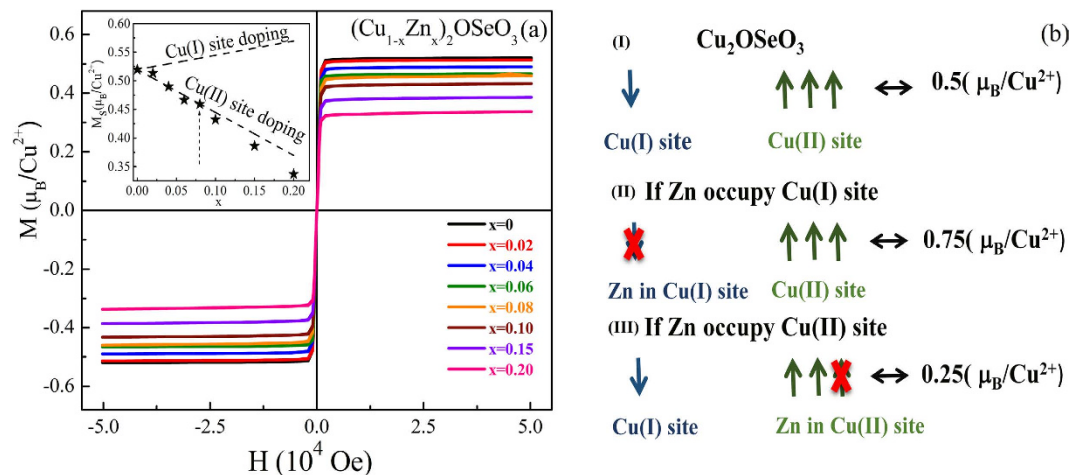 (Cu1-xZnx)2OSeO3 (a)
0.60
0.55
0.50
0.45
0.40
0.35
MS(μB/Cu2+)
Cu(I) site doping
Cu(II) site doping
0.00 0.05 0.10 0.15 0.20
x
0.6
0.4
0.2
0.0
-0.2
-0.4
-0.6
M (μB/Cu2+)
x=0
x=0.02
x=0.04
x=0.06
x=0.08
x=0.10
x=0.15
x=0.20
-5.0 -2.5 0.0 2.5 5.0
H (10^4 Oe)
(b)
(I) Cu2OSeO3
0.5( μB/Cu2+)
Cu(I) site Cu(II) site
(II) If Zn occupy Cu(I) site
0.75( μB/Cu2+)
Zn in Cu(I) site Cu(II) site
(III) If Zn occupy Cu(II) site
0.25( μB/Cu2+)
Cu(I) site Zn in Cu(II) site